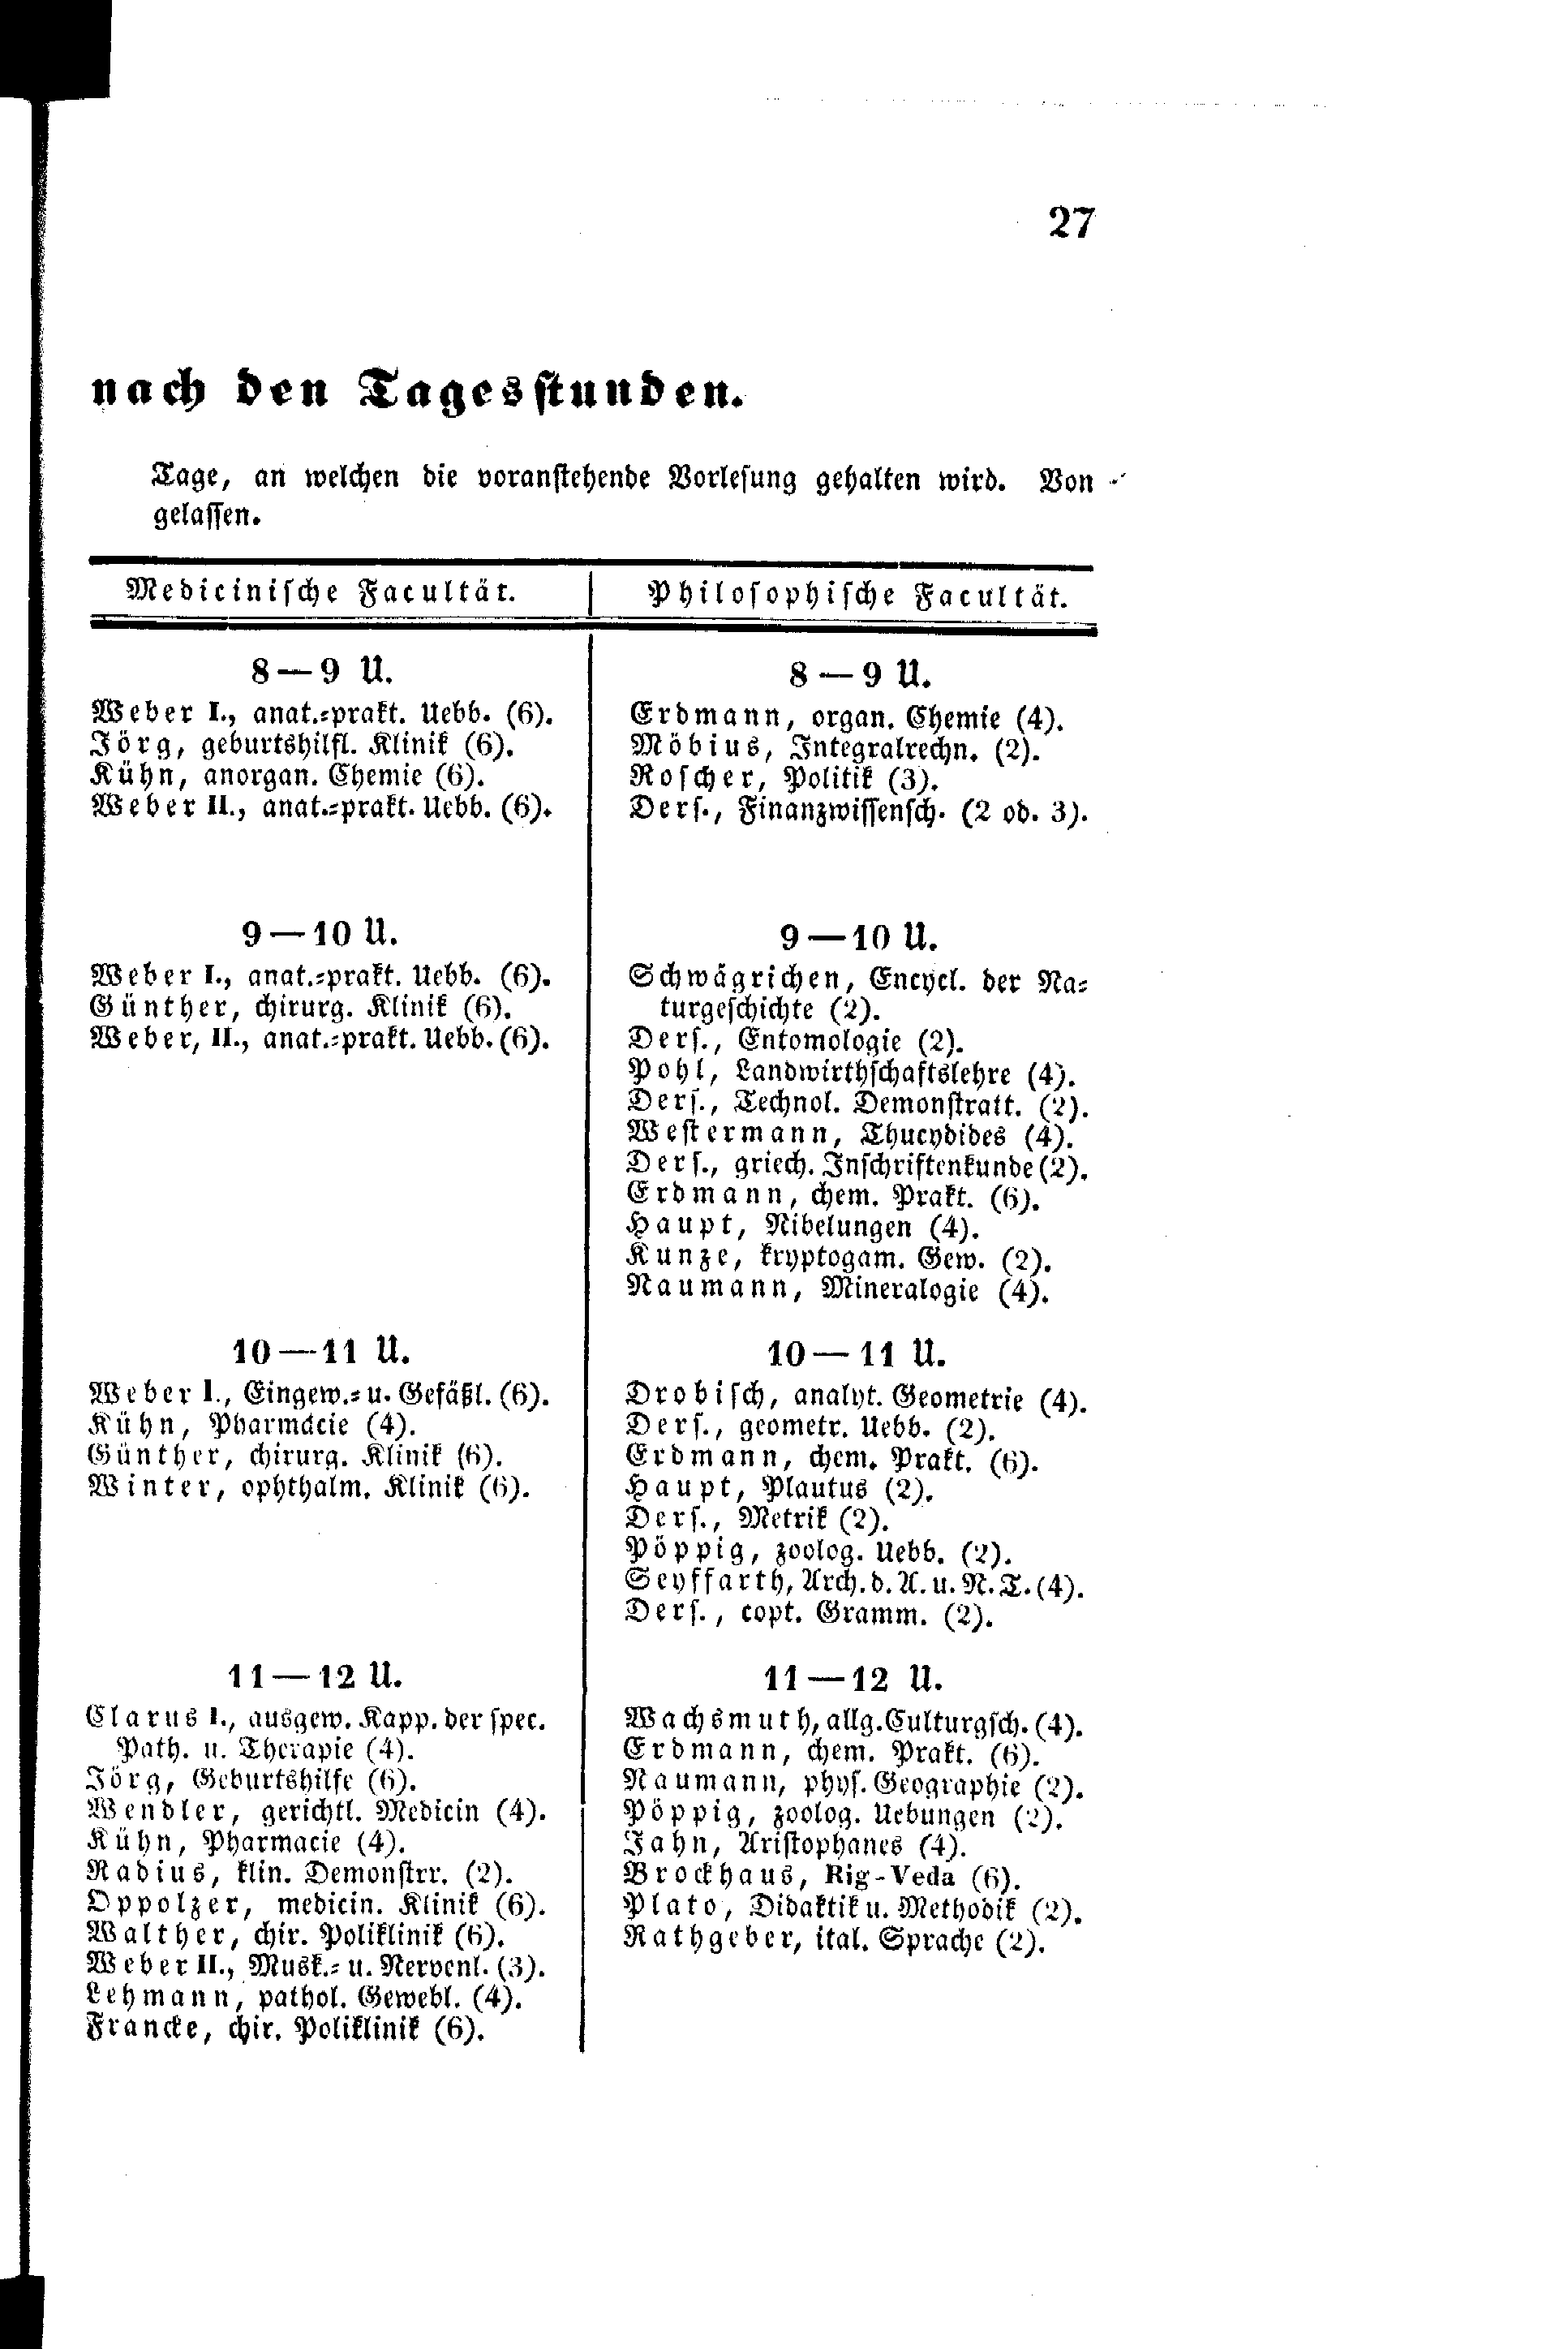 27
nach den Tagesstunden.
Tage, an welchen die voranstehende Vorlesung gehalten wird. Von
gelassen.
Medicinische Facultät.
8—9 U.
Weber I., anat.=prakt. Uebb. (6).
Jörg, geburtshilfl. Klinik (6).
Kühn, anorgan. Chemie (6).
Weber II., anat.=prakt. Uebb. (6).
9—10 U.
Weber I., anat.=prakt. Uebb. (6).
Günther, chirurg. Klinik (6).
Weber, II., anat.=prakt. Uebb. (6).
10—11 U.
Weber I., Eingew.= u. Gefäßl. (6).
Kühn, Pharmacie (4).
Günther, chirurg. Klinik (6).
Winter, ophthalm. Klinik (6).
11—12 U.
Clarus I., ausgew. Kapp. der spec.
Path. u. Therapie (4).
Jörg, Geburtshilfe (6).
Wendler, gerichtl. Medicin (4).
Kühn, Pharmacie (4).
Radius, klin. Demonstrr. (2).
Oppolzer, medicin. Klinik (6).
Walther, chir. Poliklinik (6).
Weber II., Musk.= u. Nervenl. (3).
Lehmann, pathol. Gewebl. (4).
Francke, chir. Poliklinik (6).
Philosophische Facultät.
8—9 U.
Erdmann, organ. Chemie (4).
Möbius, Integralrechn. (2).
Roscher, Politik (3).
Ders., Finanzwissensch. (2 od. 3).
9—10 U.
Schwägrichen, Encycl. der Na=
turgeschichte (2).
Ders., Entomologie (2).
Pohl, Landwirthschaftslehre (4).
Ders., Technol. Demonstratt. (2).
Westermann, Thucydides (4).
Ders., griech. Inschriftenkunde (2).
Erdmann, chem. Prakt. (6).
Haupt, Nibelungen (4).
Kunze, kryptogam. Gew. (2).
Naumann, Mineralogie (4).
10—11 U.
Drobisch, analyt. Geometrie (4).
Ders., geometr. Uebb. (2).
Erdmann, chem. Prakt. (6).
Haupt, Plautus (2).
Ders., Metrik (2).
Pöppig, zoolog. Uebb. (2).
Seyffarth, Arch. d. A. u. N. T. (4).
Ders., copt. Gramm. (2).
11—12 U.
Wachsmuth, allg. Culturgsch. (4).
Erdmann, chem. Prakt. (6).
Naumann, phys. Geographie (2).
Pöppig, zoolog. Uebungen (2).
Jahn, Aristophanes (4).
Brockhaus, Rig-Veda (6).
Plato, Didaktik u. Methodik (2).
Rathgeber, ital. Sprache (2).